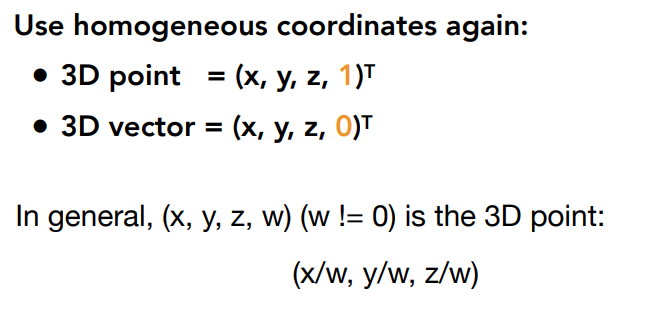 Use homogeneous coordinates again:
• 3D point = (x, y, z, 1)ᵀ
• 3D vector = (x, y, z, 0)ᵀ
In general, (x, y, z, w) (w != 0) is the 3D point:
(x/w, y/w, z/w)